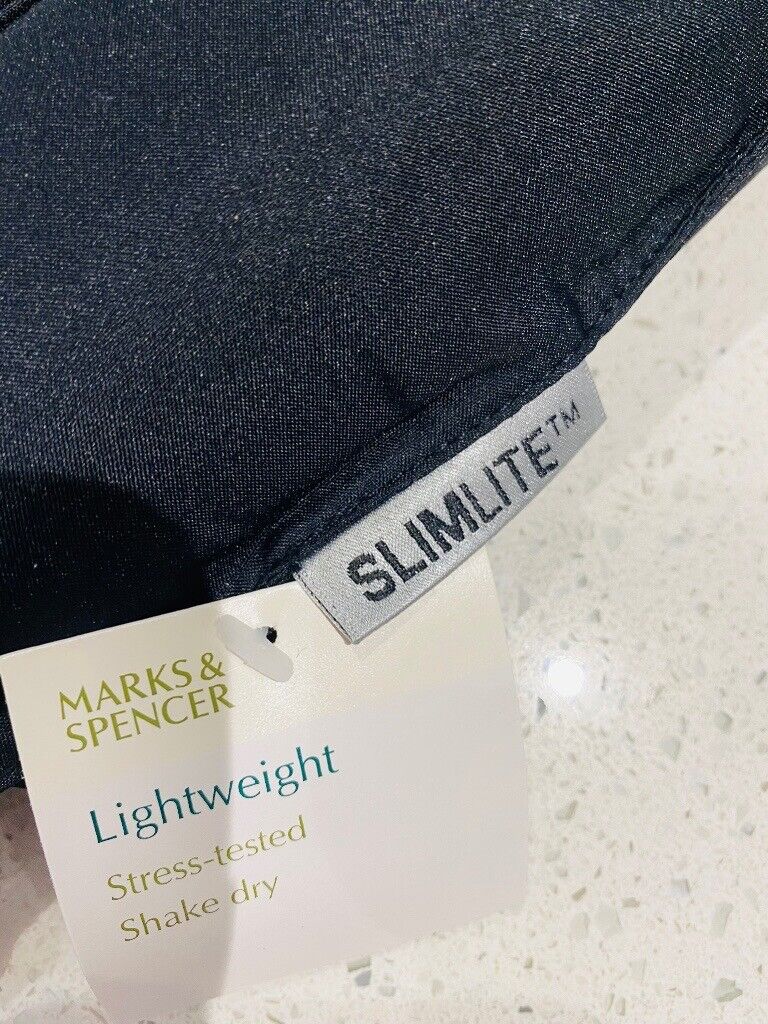 SLIMLITE™
MARKS &
SPENCER
Lightweight
Stress-tested
Shake dry